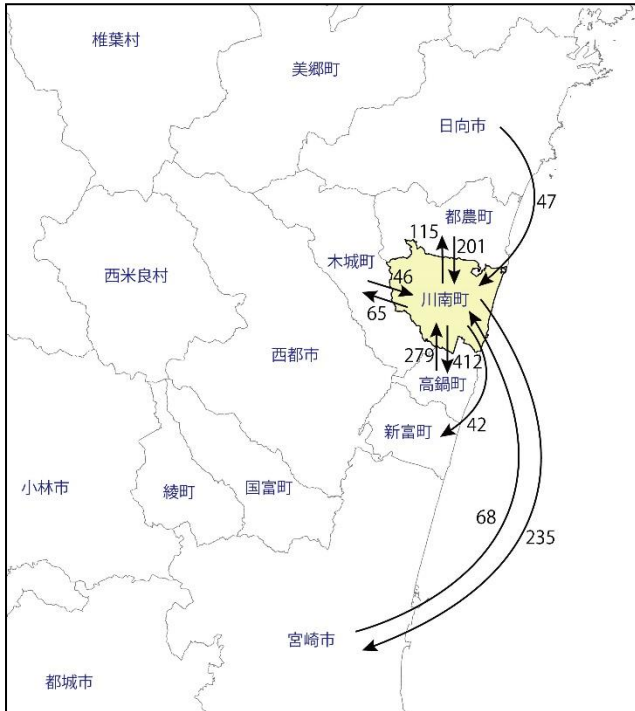 椎葉村
美郷町
日向市
47
都農町
115
201
木城町
46
西米良村
川南町
65
西都市
279
412
高鍋町
42
新富町
小林市
綾町
国富町
68
235
宮崎市
都城市